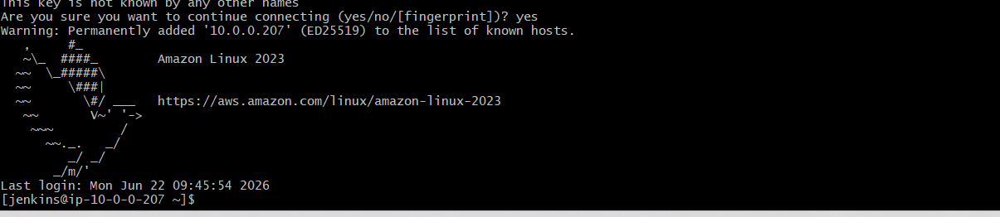 This key is not known by any other names
Are you sure you want to continue connecting (yes/no/[fingerprint])? yes
Warning: Permanently added '10.0.0.207' (ED25519) to the list of known hosts.
   ,     #_
   ~\_  ####_        Amazon Linux 2023
  ~~  \_#####\
  ~~     \###|
  ~~       \#/ ___   https://aws.amazon.com/linux/amazon-linux-2023
   ~~       V~' '->
    ~~~         /
      ~~._.   _/
         _/ _/
       _/m/'
Last login: Mon Jun 22 09:45:54 2026
[jenkins@ip-10-0-0-207 ~]$